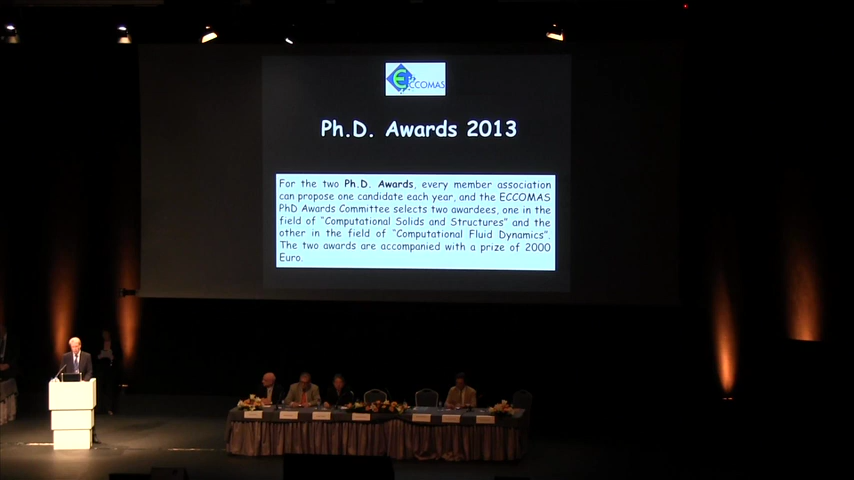 ECCOMAS
Ph.D. Awards 2013
For the two Ph.D. Awards, every member association
can propose one candidate each year, and the ECCOMAS
PhD Awards Committee selects two awardees, one in the
field of "Computational Solids and Structures" and the
other in the field of "Computational Fluid Dynamics".
The two awards are accompanied with a prize of 2000
Euro.